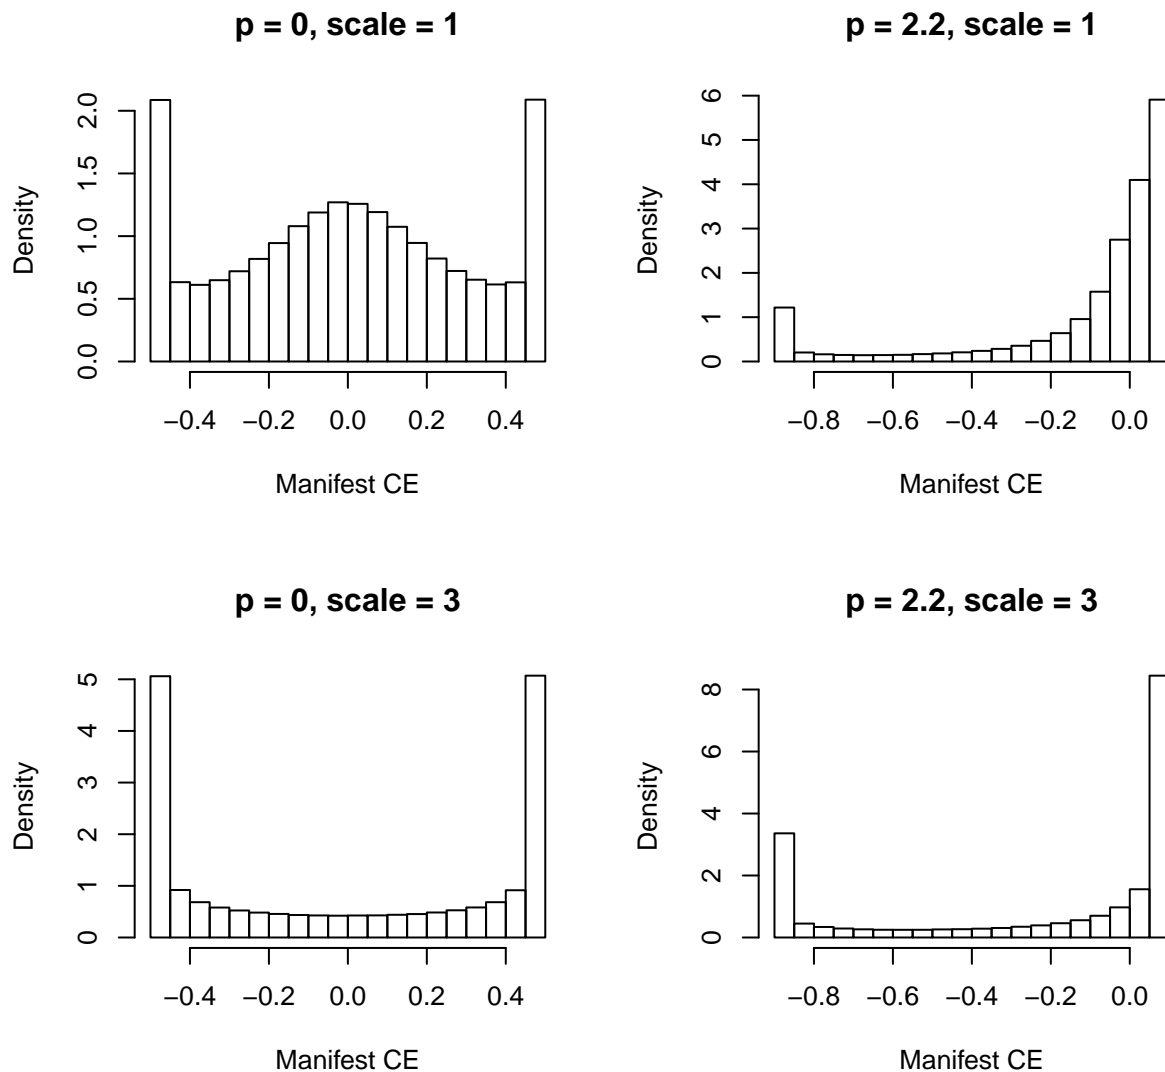 p = 0, scale = 1
Density
0.0 0.5 1.0 1.5 2.0
−0.4 −0.2 0.0 0.2 0.4
Manifest CE
p = 2.2, scale = 1
Density
0 1 2 3 4 5 6
−0.8 −0.6 −0.4 −0.2 0.0
Manifest CE
p = 0, scale = 3
Density
0 1 2 3 4 5
−0.4 −0.2 0.0 0.2 0.4
Manifest CE
p = 2.2, scale = 3
Density
0 2 4 6 8
−0.8 −0.6 −0.4 −0.2 0.0
Manifest CE